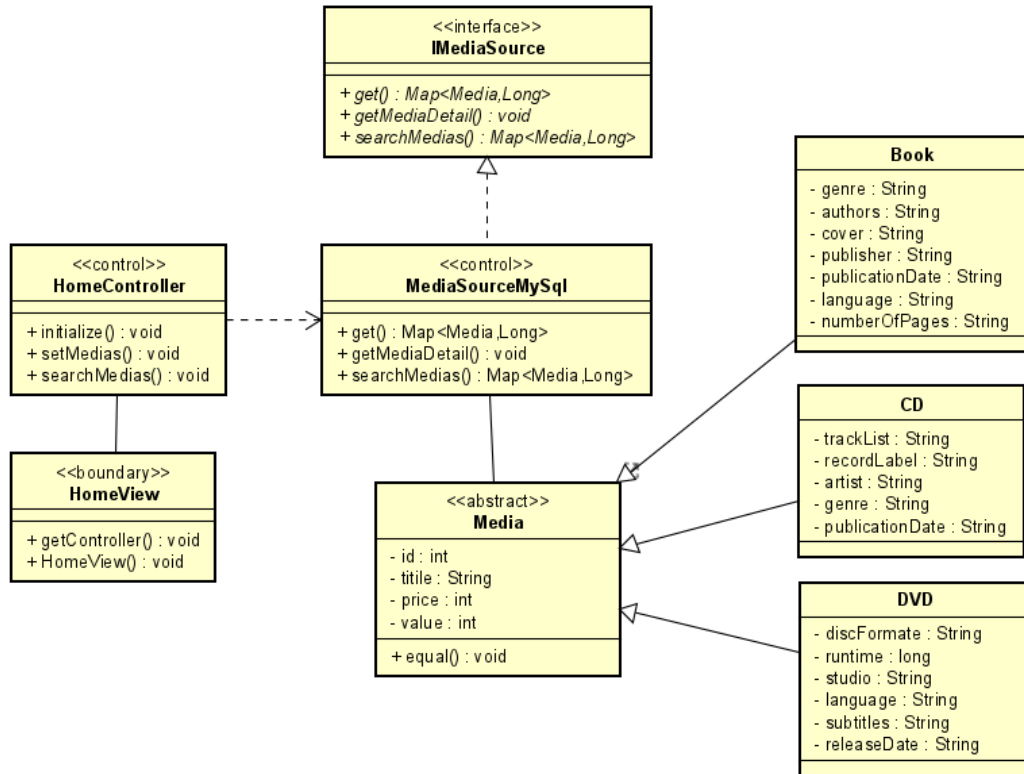 <<interface>>
IMediaSource
+ get() : Map<Media,Long>
+ getMediaDetail() : void
+ searchMedias() : Map<Media,Long>
<<control>>
HomeController
+ initialize() : void
+ setMedias() : void
+ searchMedias() : void
<<control>>
MediaSourceMySql
+ get() : Map<Media,Long>
+ getMediaDetail() : void
+ searchMedias() : Map<Media,Long>
<<boundary>>
HomeView
+ getController() : void
+ HomeView() : void
<<abstract>>
Media
- id : int
- titile : String
- price : int
- value : int
+ equal() : void
Book
- genre : String
- authors : String
- cover : String
- publisher : String
- publicationDate : String
- language : String
- numberOfPages : String
CD
- trackList : String
- recordLabel : String
- artist : String
- genre : String
- publicationDate : String
DVD
- discFormate : String
- runtime : long
- studio : String
- language : String
- subtitles : String
- releaseDate : String